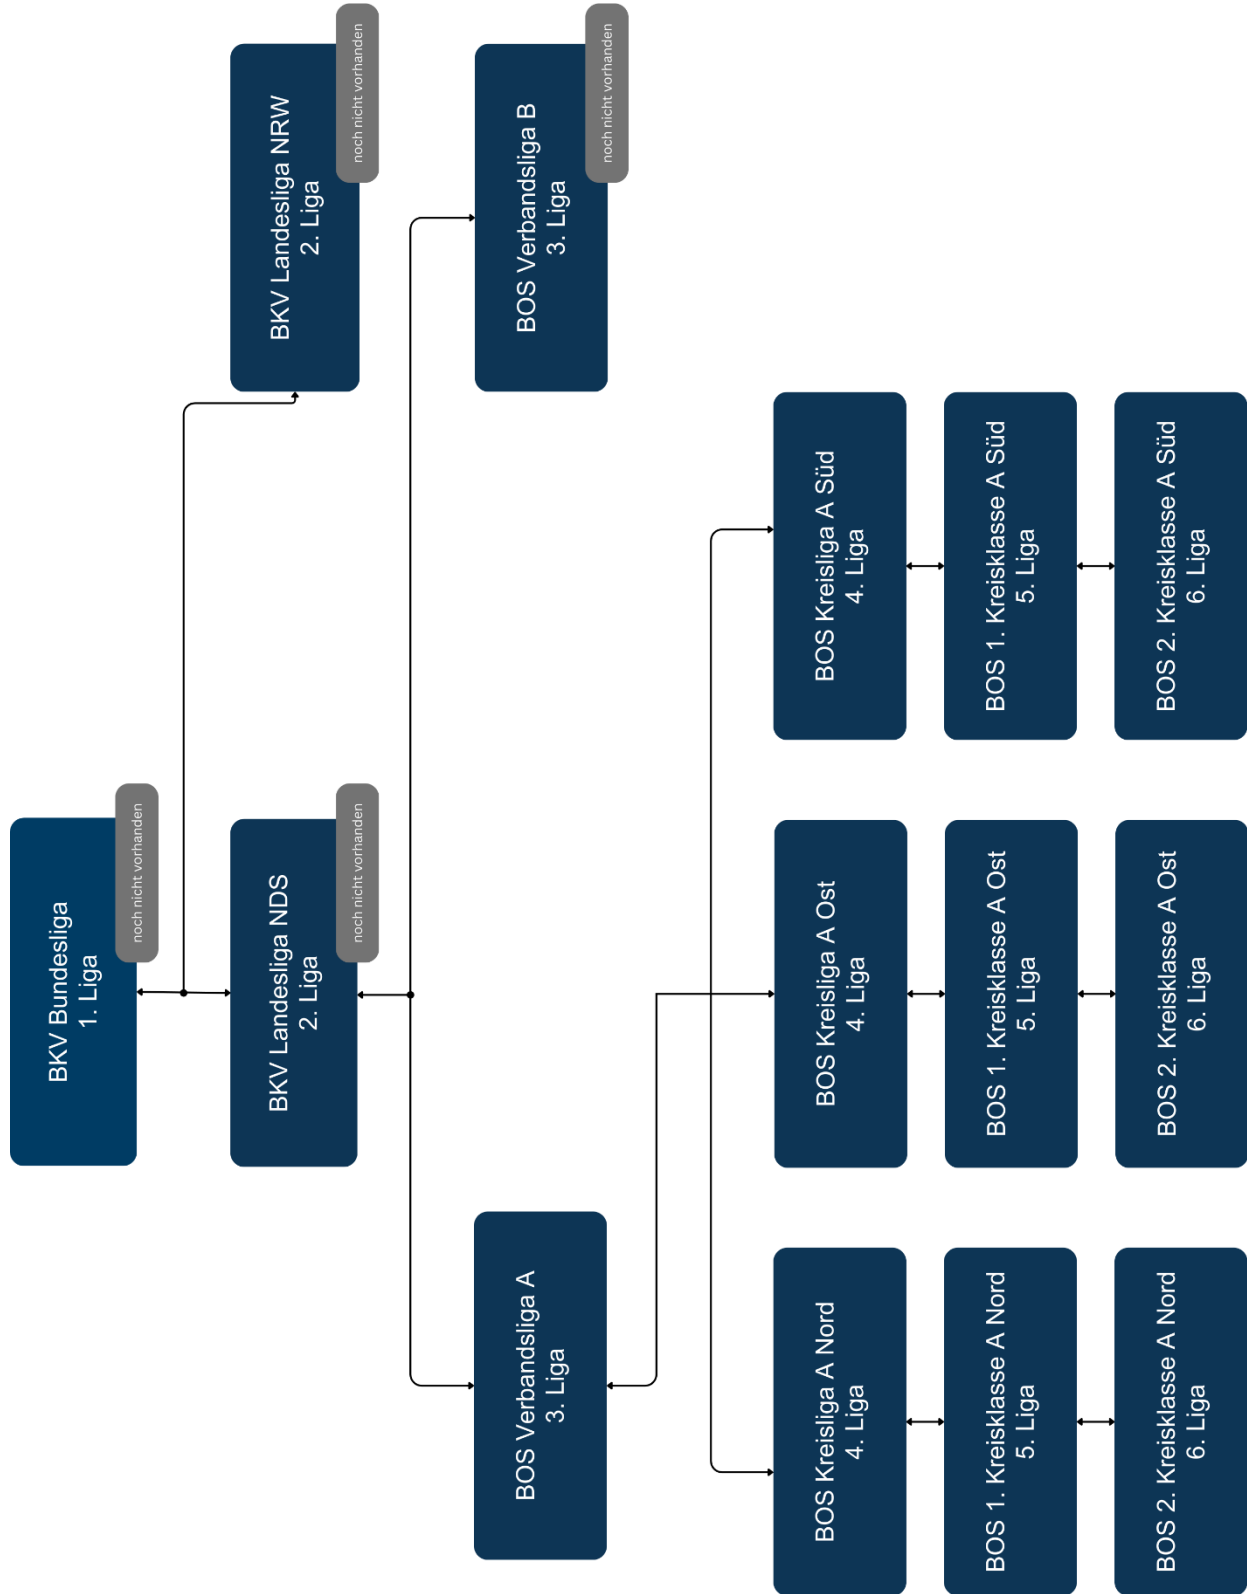 BKV Bundesliga
1. Liga
noch nicht vorhanden
BKV Landesliga NDS
2. Liga
noch nicht vorhanden
BKV Landesliga NRW
2. Liga
noch nicht vorhanden
BOS Verbandsliga A
3. Liga
BOS Verbandsliga B
3. Liga
noch nicht vorhanden
BOS Kreisliga A Nord
4. Liga
BOS Kreisliga A Ost
4. Liga
BOS Kreisliga A Süd
4. Liga
BOS 1. Kreisklasse A Nord
5. Liga
BOS 1. Kreisklasse A Ost
5. Liga
BOS 1. Kreisklasse A Süd
5. Liga
BOS 2. Kreisklasse A Nord
6. Liga
BOS 2. Kreisklasse A Ost
6. Liga
BOS 2. Kreisklasse A Süd
6. Liga